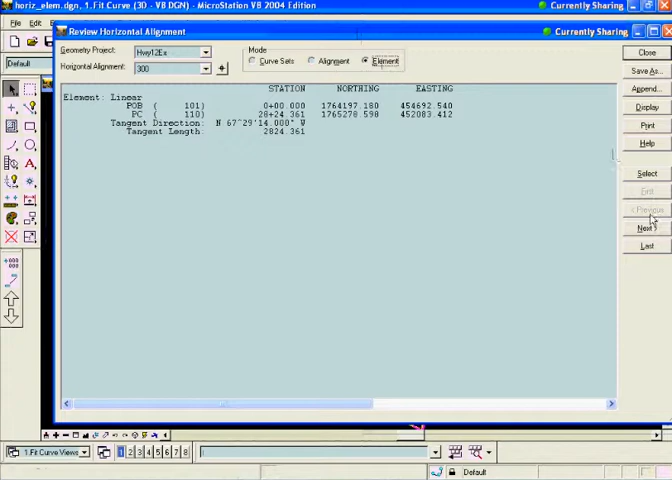 horiz_elem.dgn, 1.Fit Curve, (3D - V8 DGN) - MicroStation V8 2004 Edition
Currently Sharing
File
Default
Review Horizontal Alignment
Currently Sharing
Geometry Project: Hwy12Ex
Horizontal Alignment: 300
Mode
Curve Sets
Alignment
Element
Close
Save As...
Append...
Display
Print
Help
Select
First
< Previous
Next >
Last
STATION NORTHING EASTING
Element: Linear
POB ( 101) 0+00.000 1764197.180 454692.540
PC ( 110) 28+24.361 1765278.598 452083.412
Tangent Direction: N 67^29'14.000" W
Tangent Length: 2824.361
1.Fit Curve Views
1 2 3 4 5 6 7 8
Default